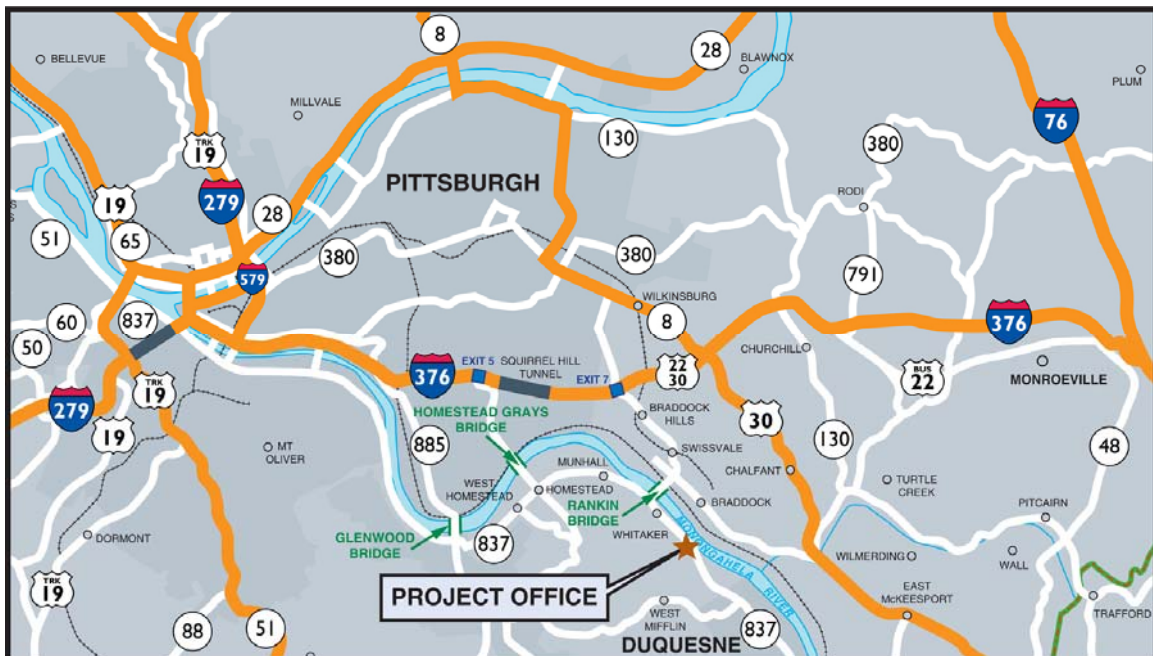 BELLEVUE
8
28
BLAWNOX
PLUM
MILLVALE
76
TRK
19
130
380
PITTSBURGH
19
279
28
RODI
51
65
380
380
579
791
WILKINSBURG
60
837
8
376
50
EXIT 5
SQUIRREL HILL
TUNNEL
EXIT 7
22
30
CHURCHILL
BUS
22
MONROEVILLE
376
TRK
19
279
HOMESTEAD GRAYS
BRIDGE
BRADDOCK
HILLS
30
19
MT
OLIVER
885
MUNHALL
SWISSVALE
130
48
CHALFANT
WEST
HOMESTEAD
HOMESTEAD
RANKIN
BRIDGE
BRADDOCK
TURTLE
CREEK
PITCAIRN
DORMONT
GLENWOOD
BRIDGE
837
WHITAKER
MONONGAHELA
RIVER
WILMERDING
WALL
TRK
19
PROJECT OFFICE
EAST
McKEESPORT
TRAFFORD
88
51
WEST
MIFFLIN
837
DUQUESNE